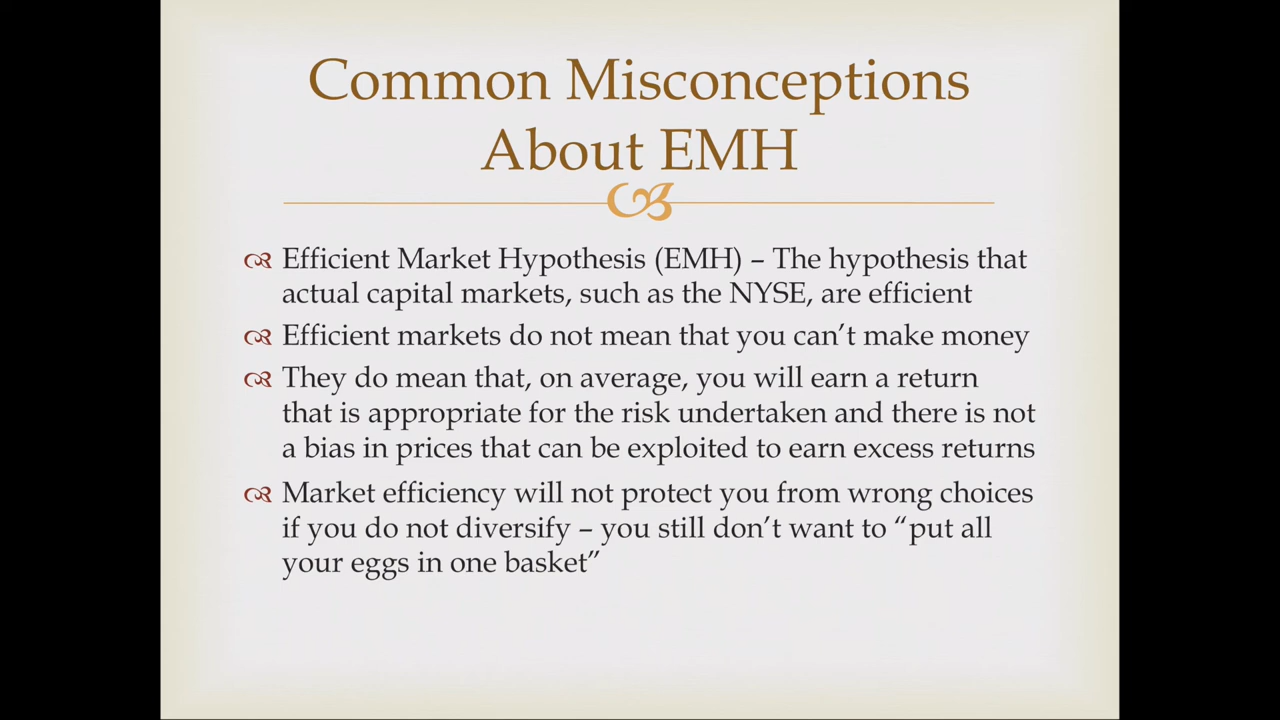 Common Misconceptions
About EMH
Efficient Market Hypothesis (EMH) – The hypothesis that
actual capital markets, such as the NYSE, are efficient
Efficient markets do not mean that you can’t make money
They do mean that, on average, you will earn a return
that is appropriate for the risk undertaken and there is not
a bias in prices that can be exploited to earn excess returns
Market efficiency will not protect you from wrong choices
if you do not diversify – you still don’t want to “put all
your eggs in one basket”